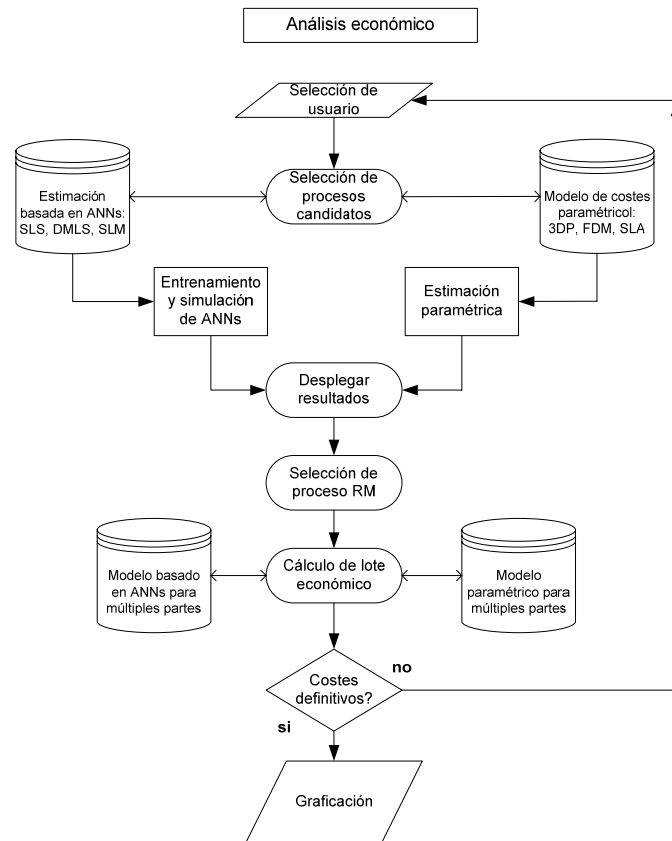 Análisis económico
Selección de
usuario
Estimación
basada en ANNs:
SLS, DMLS, SLM
Selección de
procesos
candidatos
Modelo de costes
paramétricol:
3DP, FDM, SLA
Entrenamiento
y simulación
de ANNs
Estimación
paramétrica
Desplegar
resultados
Selección de
proceso RM
Modelo basado
en ANNs para
múltiples partes
Cálculo de lote
económico
Modelo
paramétrico para
múltiples partes
Costes
definitivos?
no
si
Graficación